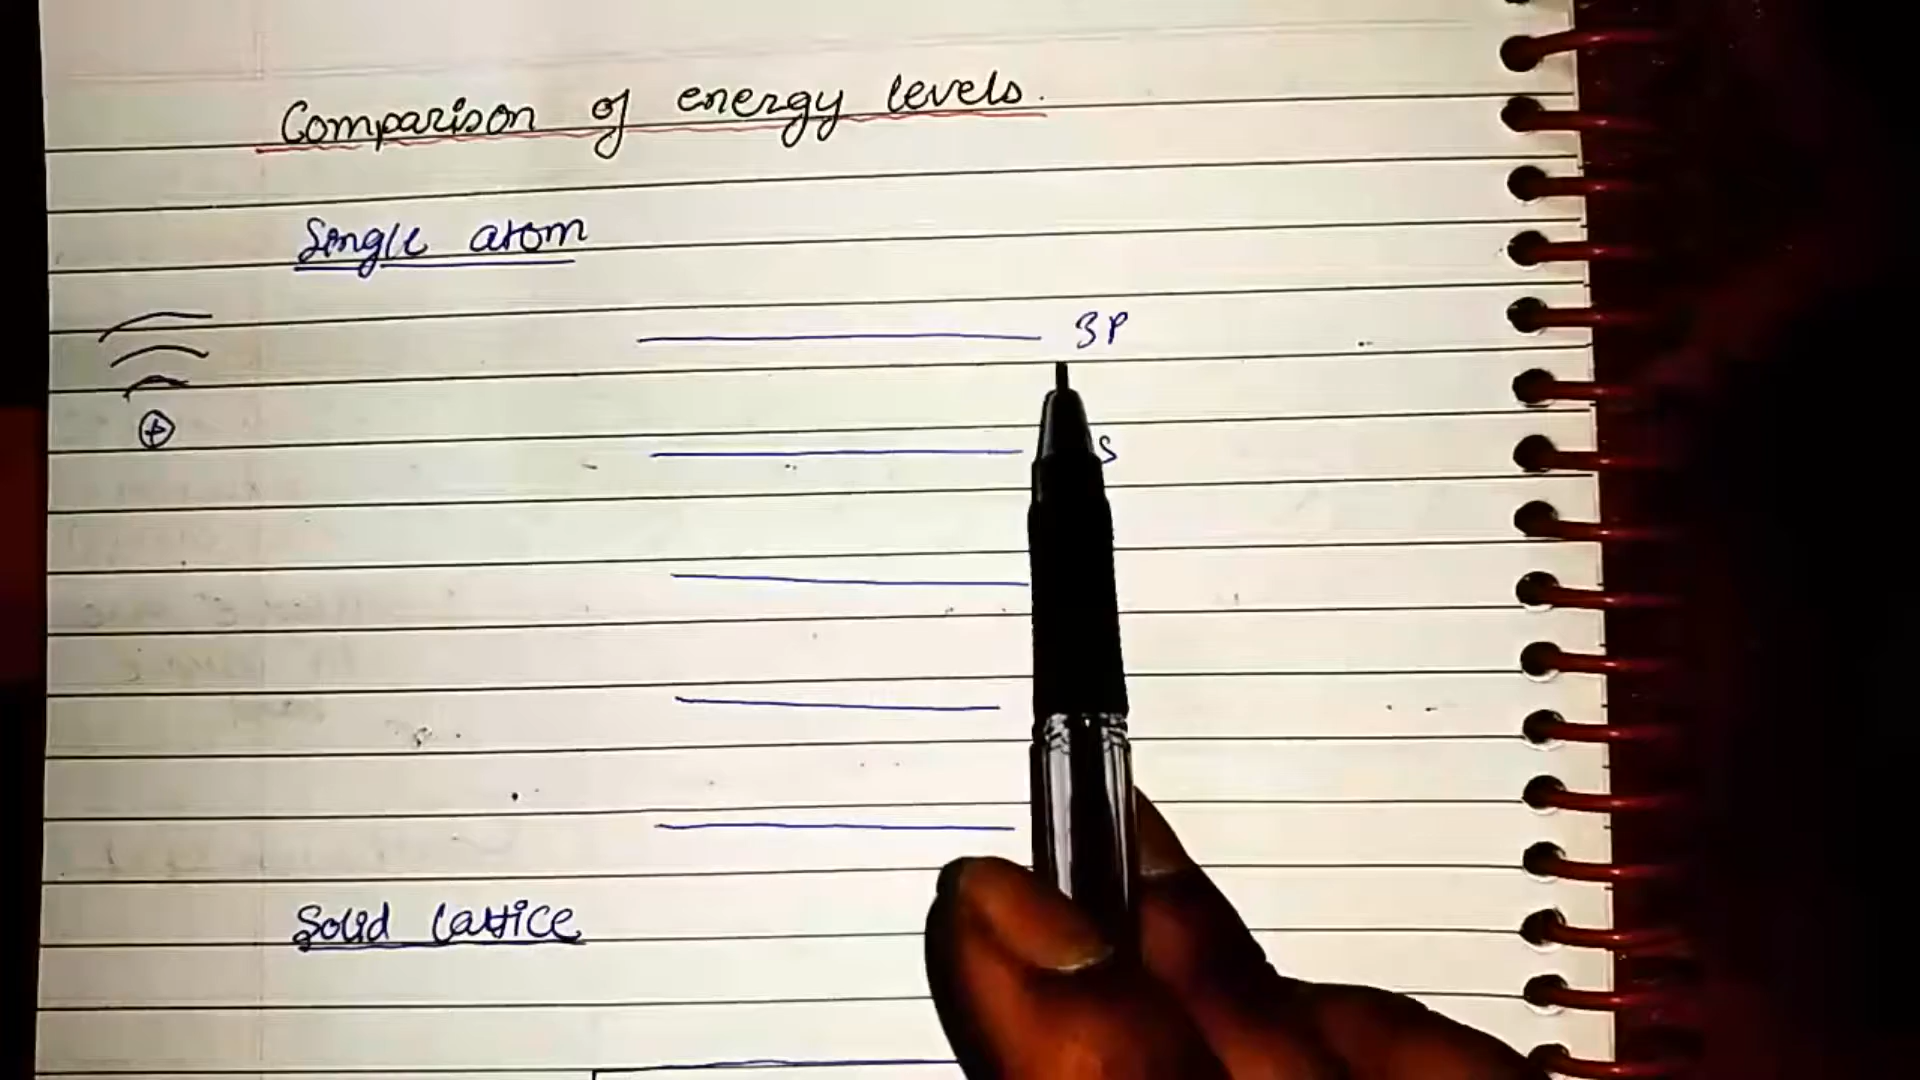 Comparison of energy levels.
Single atom
3P
S
+
Solid Lattice